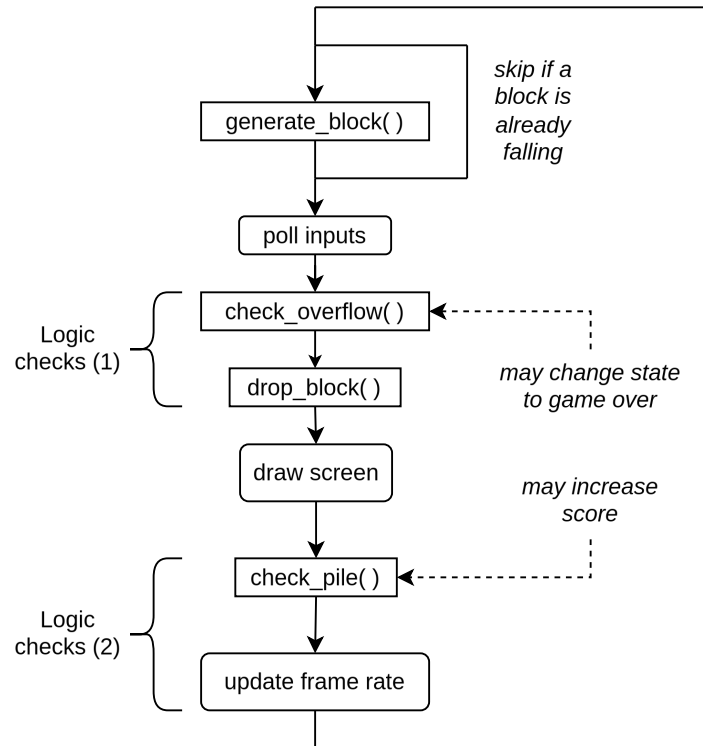 skip if a
block is
already
falling
generate_block( )
poll inputs
check_overflow( )
Logic
checks (1)
drop_block( )
may change state
to game over
draw screen
may increase
score
check_pile( )
Logic
checks (2)
update frame rate